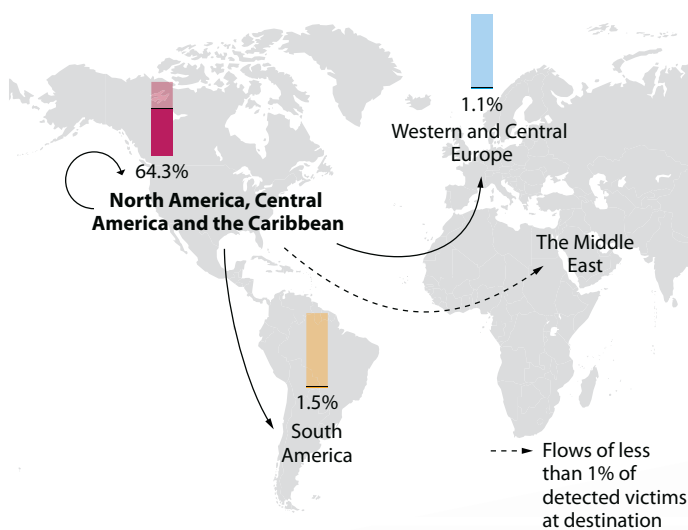 1.1%
Western and Central
Europe
64.3%
North America, Central
America and the Caribbean
The Middle
East
1.5%
South
America
Flows of less
than 1% of
detected victims
at destination